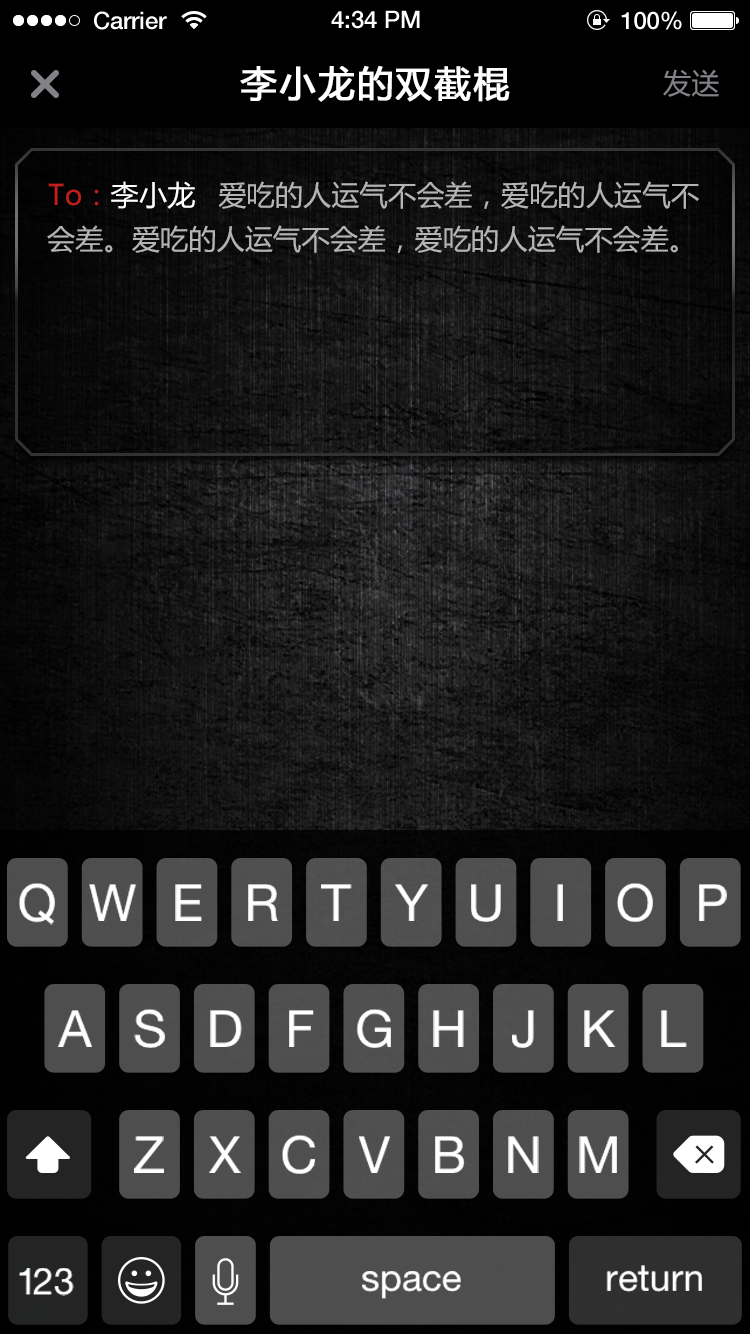 Carrier 4:34 PM 100%
李小龙的双截棍 发送
To：李小龙 爱吃的人运气不会差，爱吃的人运气不
会差。爱吃的人运气不会差，爱吃的人运气不会差。
Q W E R T Y U I O P
A S D F G H J K L
Z X C V B N M
123 space return